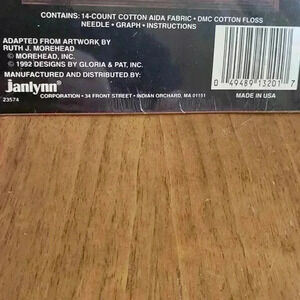 CONTAINS: 14-COUNT COTTON AIDA FABRIC • DMC COTTON FLOSS
NEEDLE • GRAPH • INSTRUCTIONS
ADAPTED FROM ARTWORK BY
RUTH J. MOREHEAD
© MOREHEAD, INC.
© 1992 DESIGNS BY GLORIA & PAT, INC.
MANUFACTURED AND DISTRIBUTED BY:
Janlynn®
CORPORATION • 34 FRONT STREET • INDIAN ORCHARD, MA 01151
23574
0 49489 13201 7
MADE IN USA